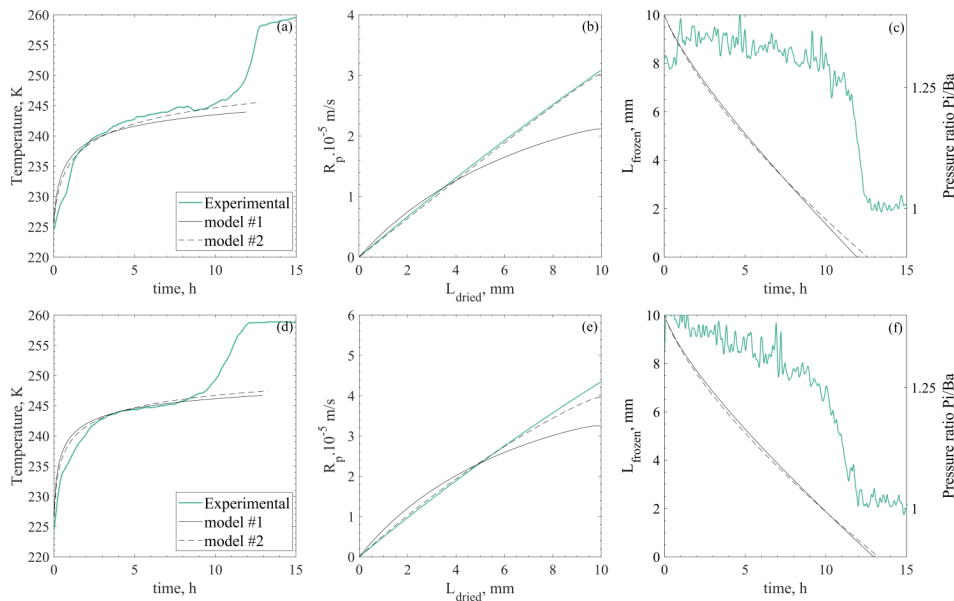 260
255
250
245
240
235
230
225
220
0
5
10
15
Temperature, K
time, h
(a)
Experimental
model #1
model #2
4
3
2
1
0
0
2
4
6
8
10
R_p, 10^-5 m/s
L_dried, mm
(b)
10
8
6
4
2
0
0
5
10
15
L_frozen, mm
time, h
(c)
1.25
1
Pressure ratio Pi/Ba
260
255
250
245
240
235
230
225
220
0
5
10
15
Temperature, K
time, h
(d)
Experimental
model #1
model #2
6
5
4
3
2
1
0
0
2
4
6
8
10
R_p, 10^-5 m/s
L_dried, mm
(e)
10
8
6
4
2
0
0
5
10
15
L_frozen, mm
time, h
(f)
1.25
1
Pressure ratio Pi/Ba